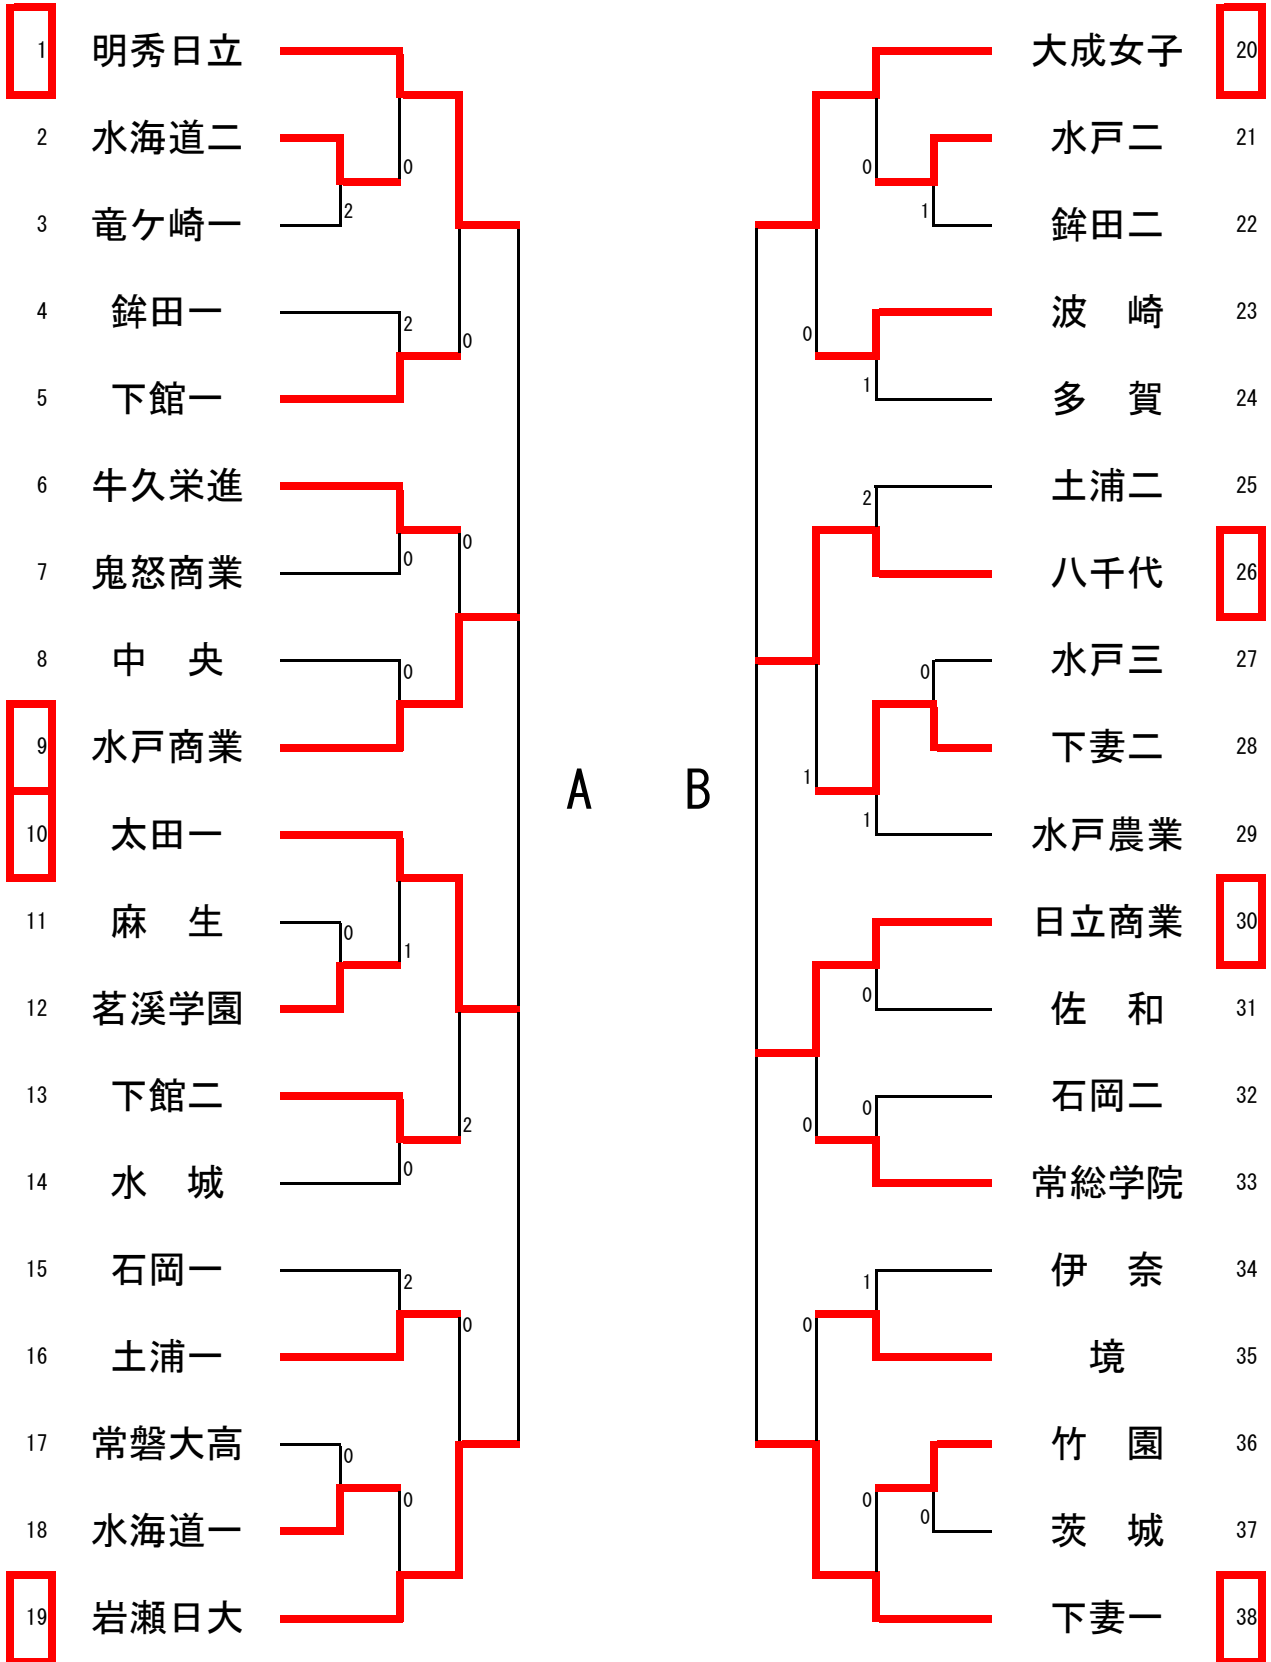 1 明秀日立
2 水海道二
0
3 竜ケ崎一
2
4 鉾田一
2
0
5 下館一
6 牛久栄進
0
7 鬼怒商業
0
8 中　央
0
9 水戸商業
10 太田一
11 麻　生
0
1
12 茗溪学園
13 下館二
2
14 水　城
0
15 石岡一
2
0
16 土浦一
17 常磐大高
0
0
18 水海道一
19 岩瀬日大
A B
大成女子 20
水戸二 21
0
鉾田二 22
1
波　崎 23
0
多　賀 24
1
土浦二 25
2
八千代 26
水戸三 27
0
下妻二 28
1
水戸農業 29
1
日立商業 30
佐　和 31
0
石岡二 32
0
0
常総学院 33
伊　奈 34
1
0
境 35
竹　園 36
0
茨　城 37
0
下妻一 38